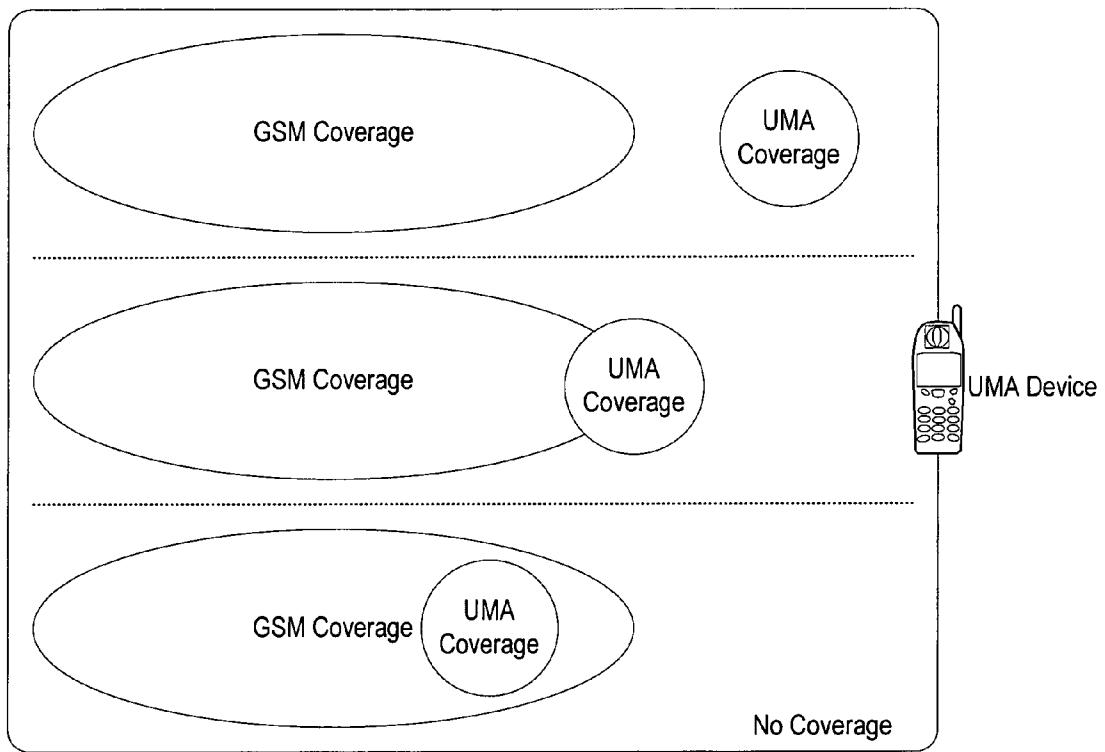 GSM Coverage
UMA
Coverage
GSM Coverage
UMA
Coverage
UMA Device
GSM Coverage
UMA
Coverage
No Coverage